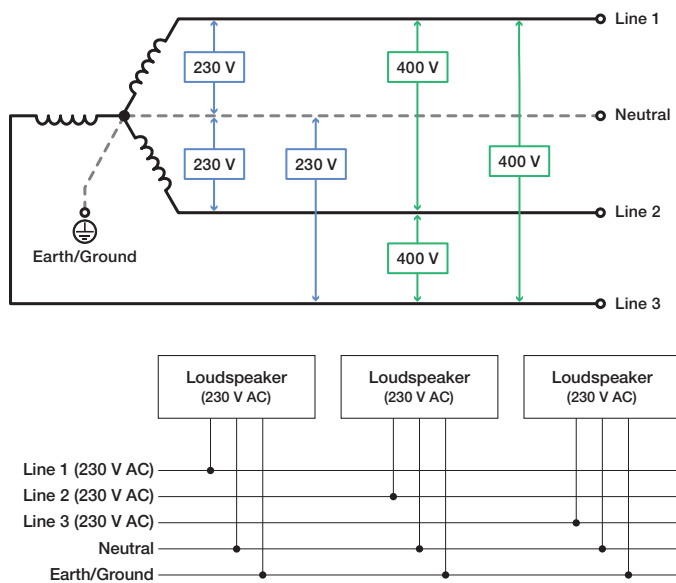 Line 1
230 V
400 V
Neutral
230 V
230 V
400 V
Line 2
Earth/Ground
400 V
Line 3
Loudspeaker
(230 V AC)
Loudspeaker
(230 V AC)
Loudspeaker
(230 V AC)
Line 1 (230 V AC)
Line 2 (230 V AC)
Line 3 (230 V AC)
Neutral
Earth/Ground